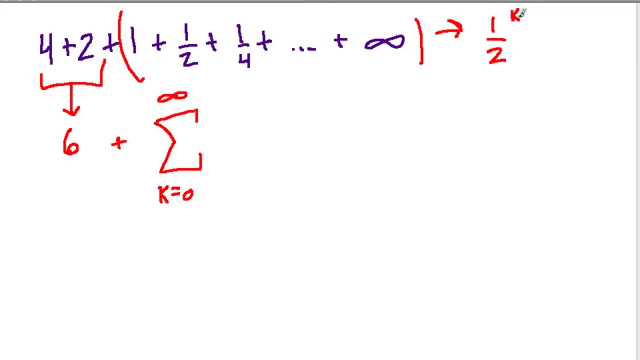 4 + 2 + (1 + 1/2 + 1/4 + ... + ∞) → 1/2^K
6 + ∑_{K=0}^{∞}